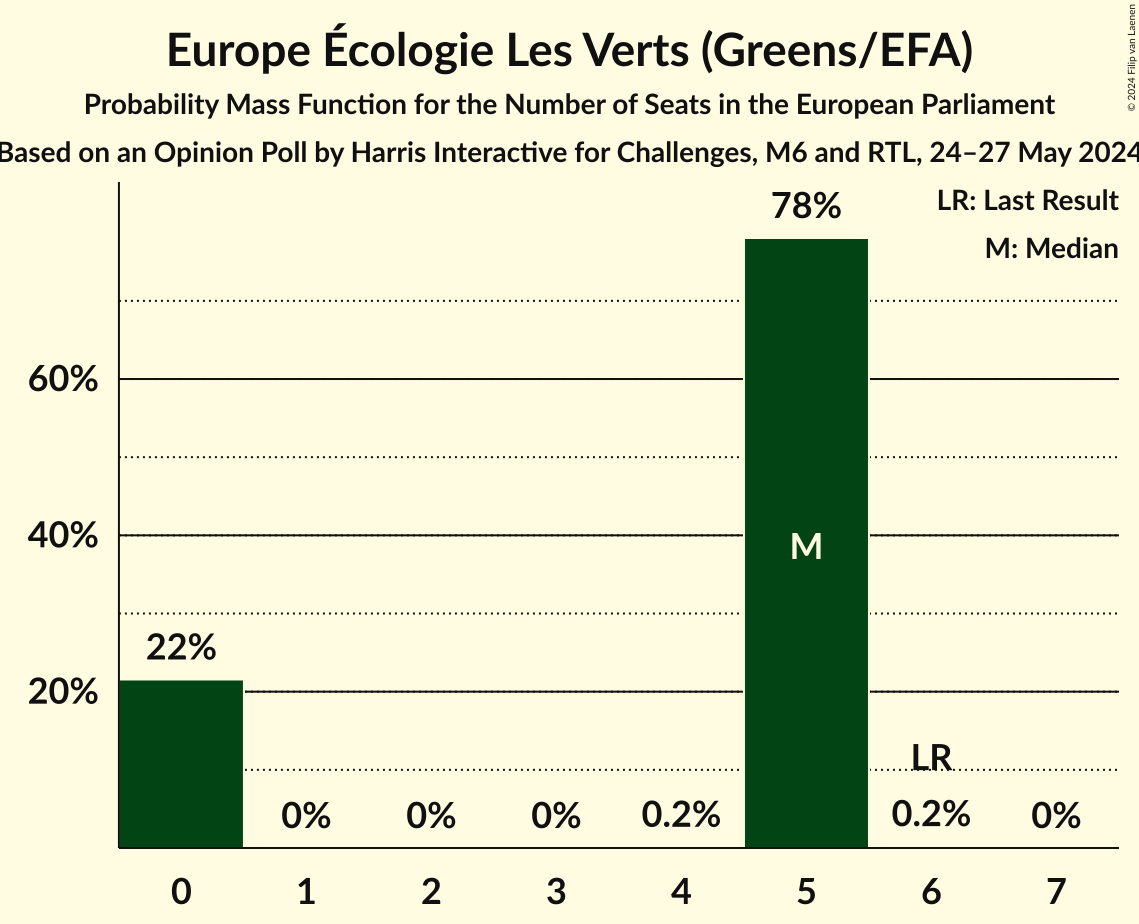 Europe Écologie Les Verts (Greens/EFA)
Probability Mass Function for the Number of Seats in the European Parliament
Based on an Opinion Poll by Harris Interactive for Challenges, M6 and RTL, 24–27 May 2024
© 2024 Filip van Laenen
LR: Last Result
M: Median
78%
60%
40%
M
22%
20%
LR
0%
0%
0%
0.2%
0.2%
0%
0 1 2 3 4 5 6 7